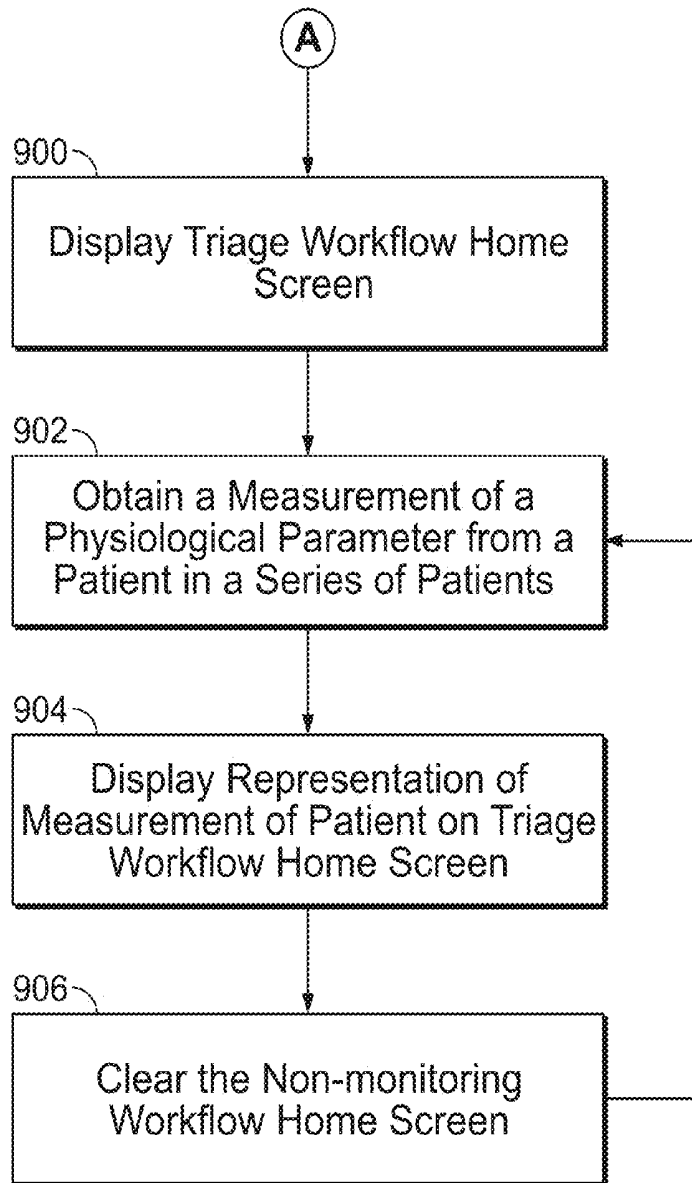 A
900
Display Triage Workflow Home
Screen
902
Obtain a Measurement of a
Physiological Parameter from a
Patient in a Series of Patients
904
Display Representation of
Measurement of Patient on Triage
Workflow Home Screen
906
Clear the Non-monitoring
Workflow Home Screen